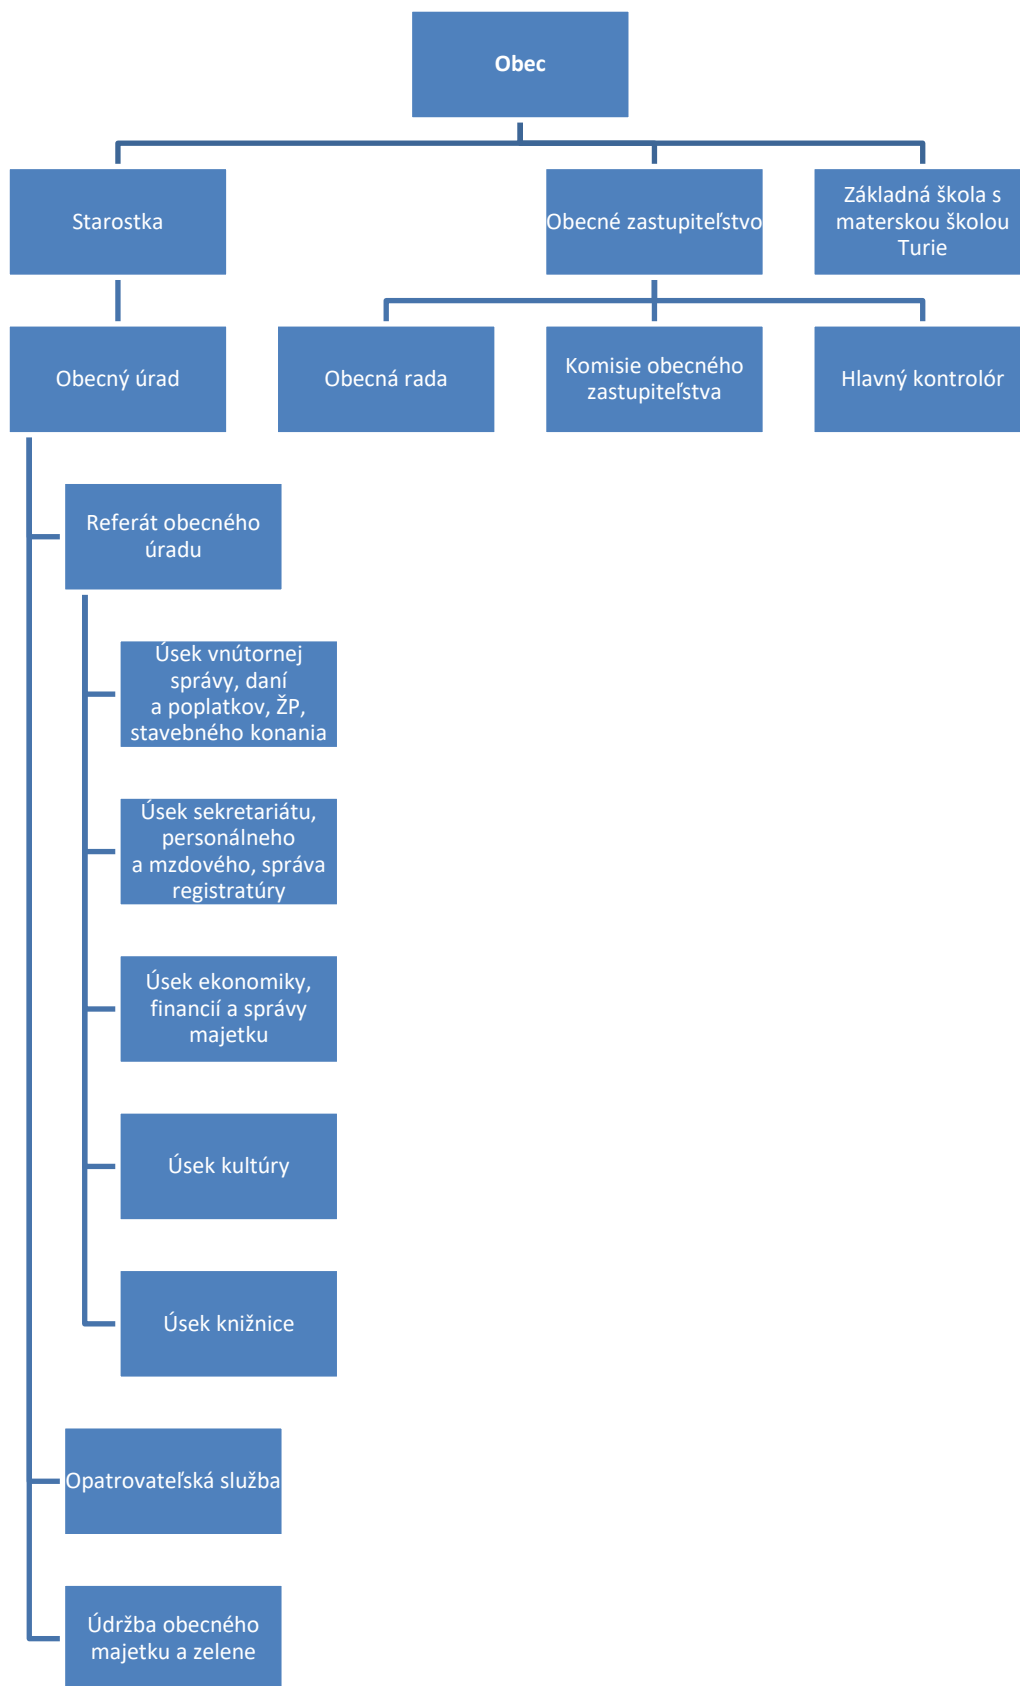 Obec
Starostka
Obecné zastupiteľstvo
Základná škola s
materskou školou
Turie
Obecný úrad
Obecná rada
Komisie obecného
zastupiteľstva
Hlavný kontrolór
Referát obecného
úradu
Úsek vnútornej
správy, daní
a poplatkov, ŽP,
stavebného konania
Úsek sekretariátu,
personálneho
a mzdového, správa
registratúry
Úsek ekonomiky,
financií a správy
majetku
Úsek kultúry
Úsek knižnice
Opatrovateľská služba
Údržba obecného
majetku a zelene